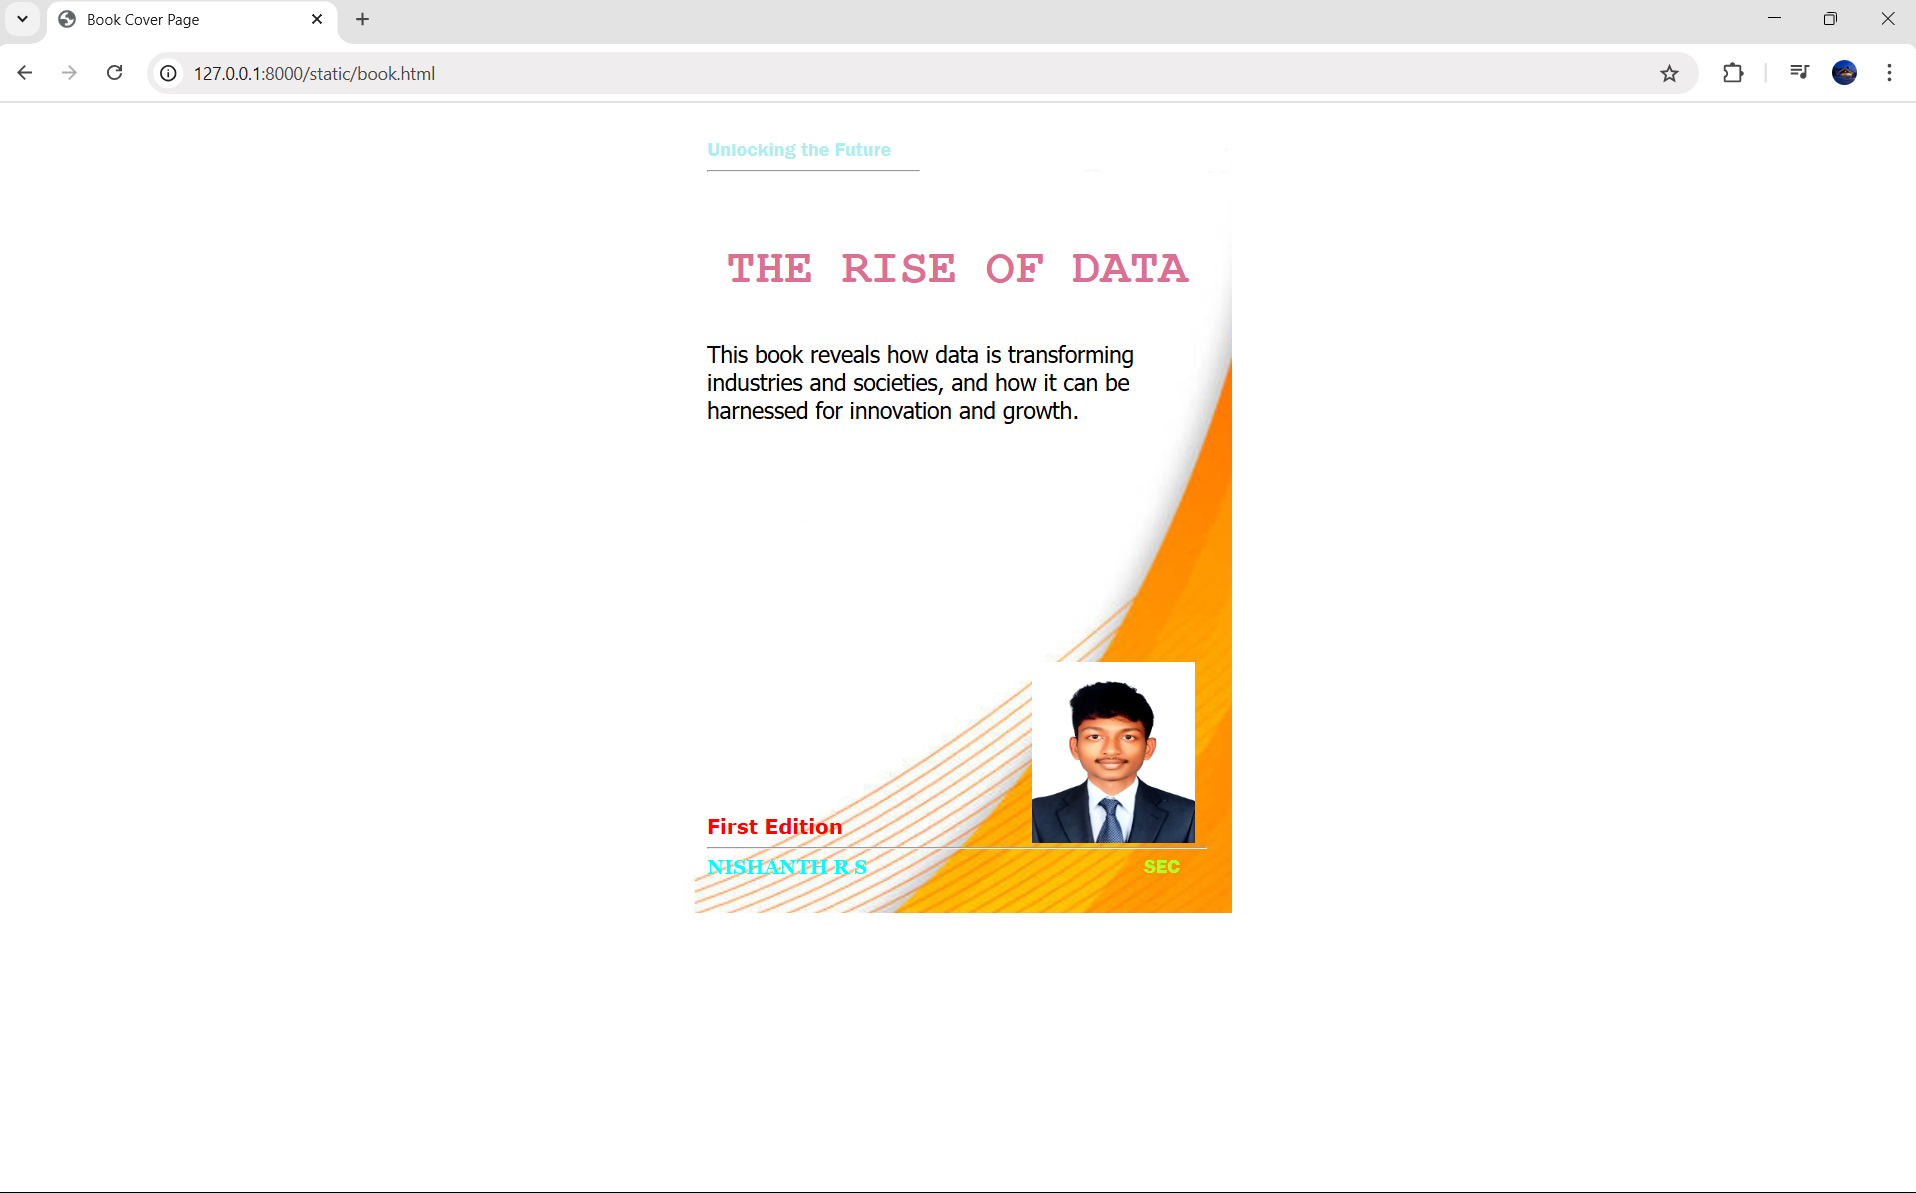 Book Cover Page
127.0.0.1:8000/static/book.html
Unlocking the Future
THE RISE OF DATA
This book reveals how data is transforming
industries and societies, and how it can be
harnessed for innovation and growth.
First Edition
NISHANTH R S
SEC